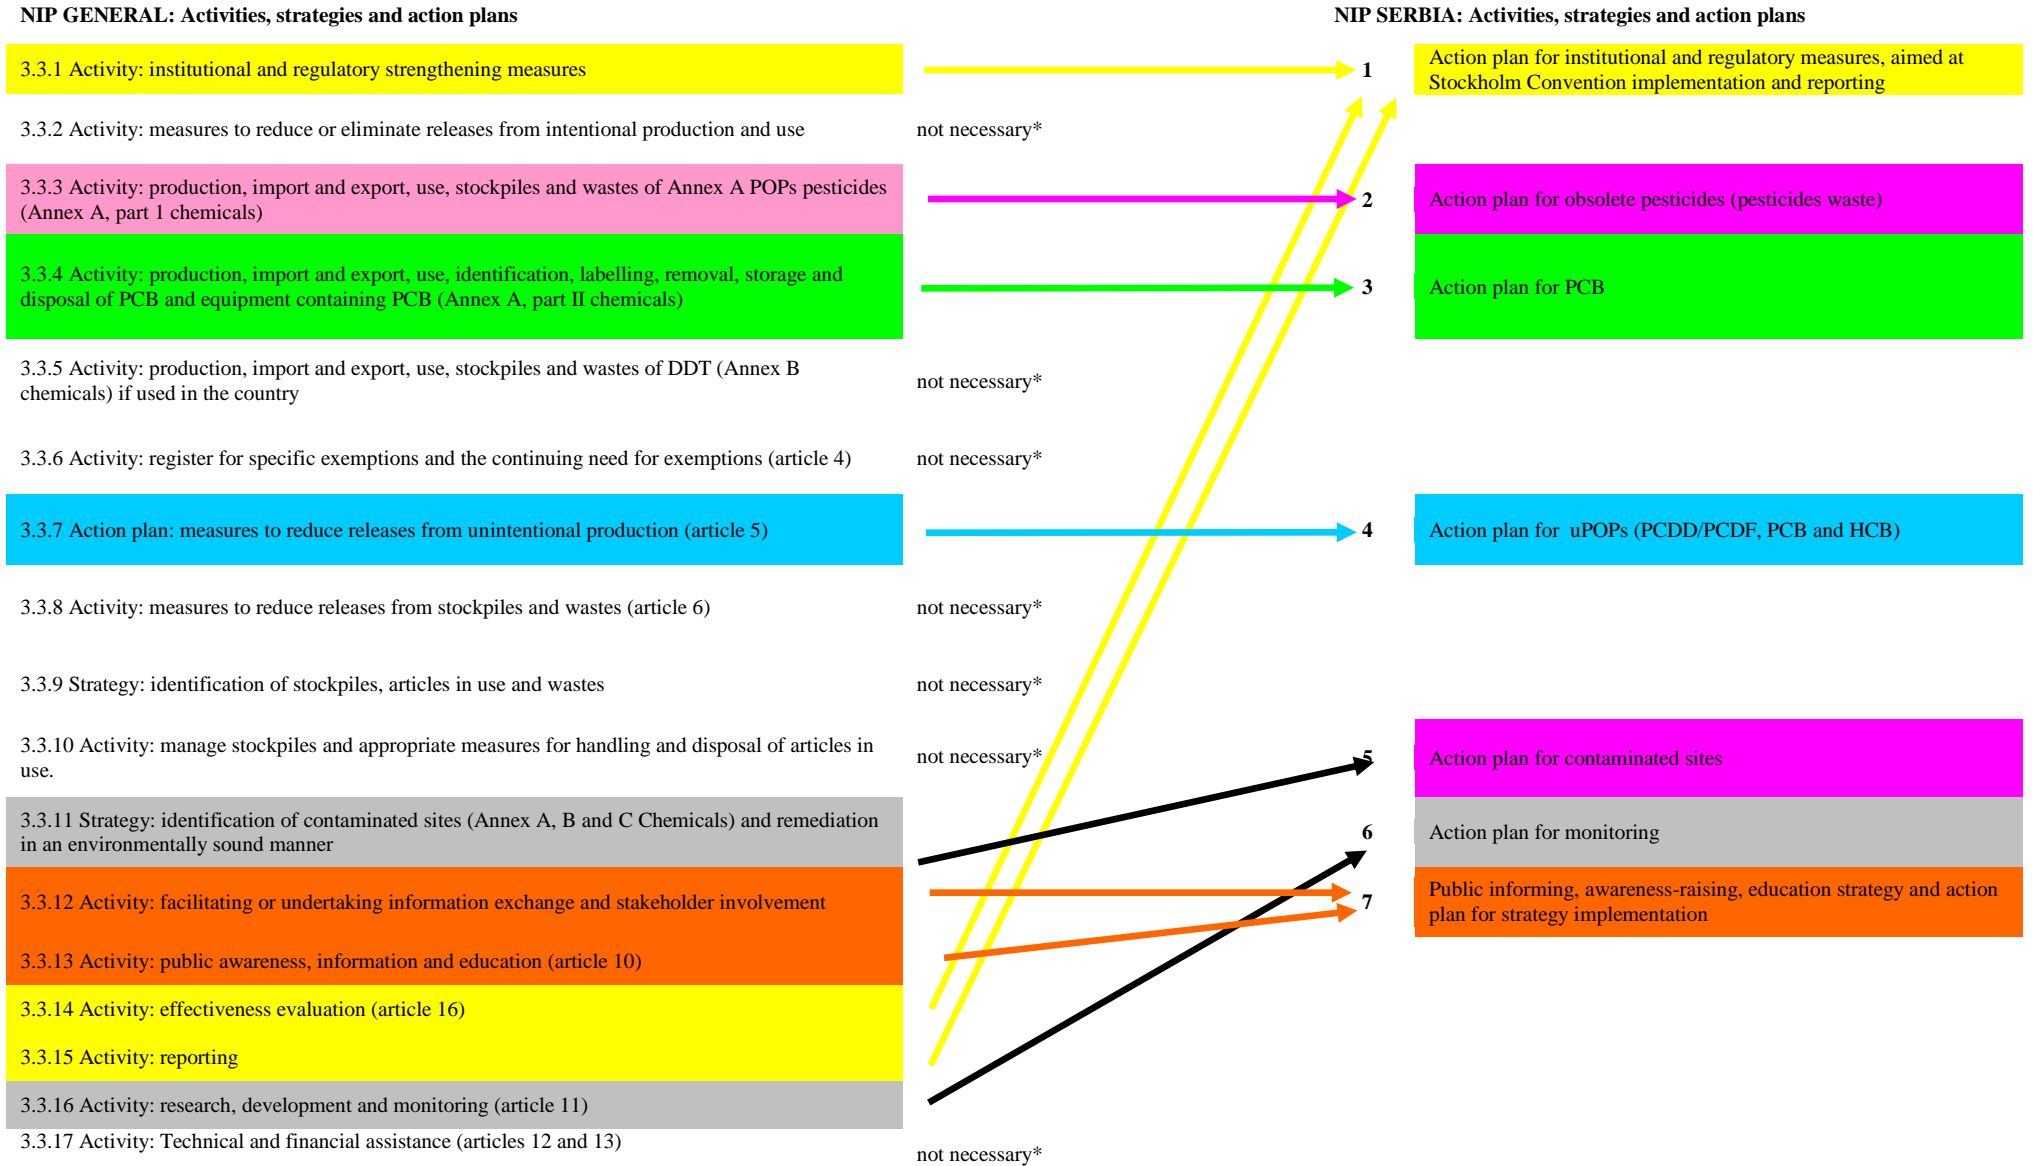 NIP GENERAL: Activities, strategies and action plans
NIP SERBIA: Activities, strategies and action plans
3.3.1 Activity: institutional and regulatory strengthening measures
1
Action plan for institutional and regulatory measures, aimed at
Stockholm Convention implementation and reporting
3.3.2 Activity: measures to reduce or eliminate releases from intentional production and use
not necessary*
3.3.3 Activity: production, import and export, use, stockpiles and wastes of Annex A POPs pesticides
(Annex A, part 1 chemicals)
2
Action plan for obsolete pesticides (pesticides waste)
3.3.4 Activity: production, import and export, use, identification, labelling, removal, storage and
disposal of PCB and equipment containing PCB (Annex A, part II chemicals)
3
Action plan for PCB
3.3.5 Activity: production, import and export, use, stockpiles and wastes of DDT (Annex B
chemicals) if used in the country
not necessary*
3.3.6 Activity: register for specific exemptions and the continuing need for exemptions (article 4)
not necessary*
3.3.7 Action plan: measures to reduce releases from unintentional production (article 5)
4
Action plan for  uPOPs (PCDD/PCDF, PCB and HCB)
3.3.8 Activity: measures to reduce releases from stockpiles and wastes (article 6)
not necessary*
3.3.9 Strategy: identification of stockpiles, articles in use and wastes
not necessary*
3.3.10 Activity: manage stockpiles and appropriate measures for handling and disposal of articles in
use.
not necessary*
5
Action plan for contaminated sites
3.3.11 Strategy: identification of contaminated sites (Annex A, B and C Chemicals) and remediation
in an environmentally sound manner
6
Action plan for monitoring
3.3.12 Activity: facilitating or undertaking information exchange and stakeholder involvement
7
Public informing, awareness-raising, education strategy and action
plan for strategy implementation
3.3.13 Activity: public awareness, information and education (article 10)
3.3.14 Activity: effectiveness evaluation (article 16)
3.3.15 Activity: reporting
3.3.16 Activity: research, development and monitoring (article 11)
3.3.17 Activity: Technical and financial assistance (articles 12 and 13)
not necessary*